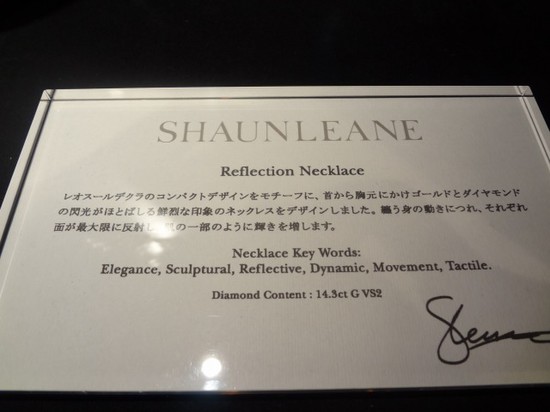 SHAUNLEANE
Reflection Necklace
レオスールデクラのコンパクトデザインをモチーフに、首から胸元にかけゴールドとダイヤモンド
の閃光がほとばしる鮮烈な印象のネックレスをデザインしました。纏う身の動きにつれ、それぞれ
面が最大限に反射し、の一部のように輝きを増します。
Necklace Key Words:
Elegance, Sculptural, Reflective, Dynamic, Movement, Tactile.
Diamond Content : 14.3ct G VS2